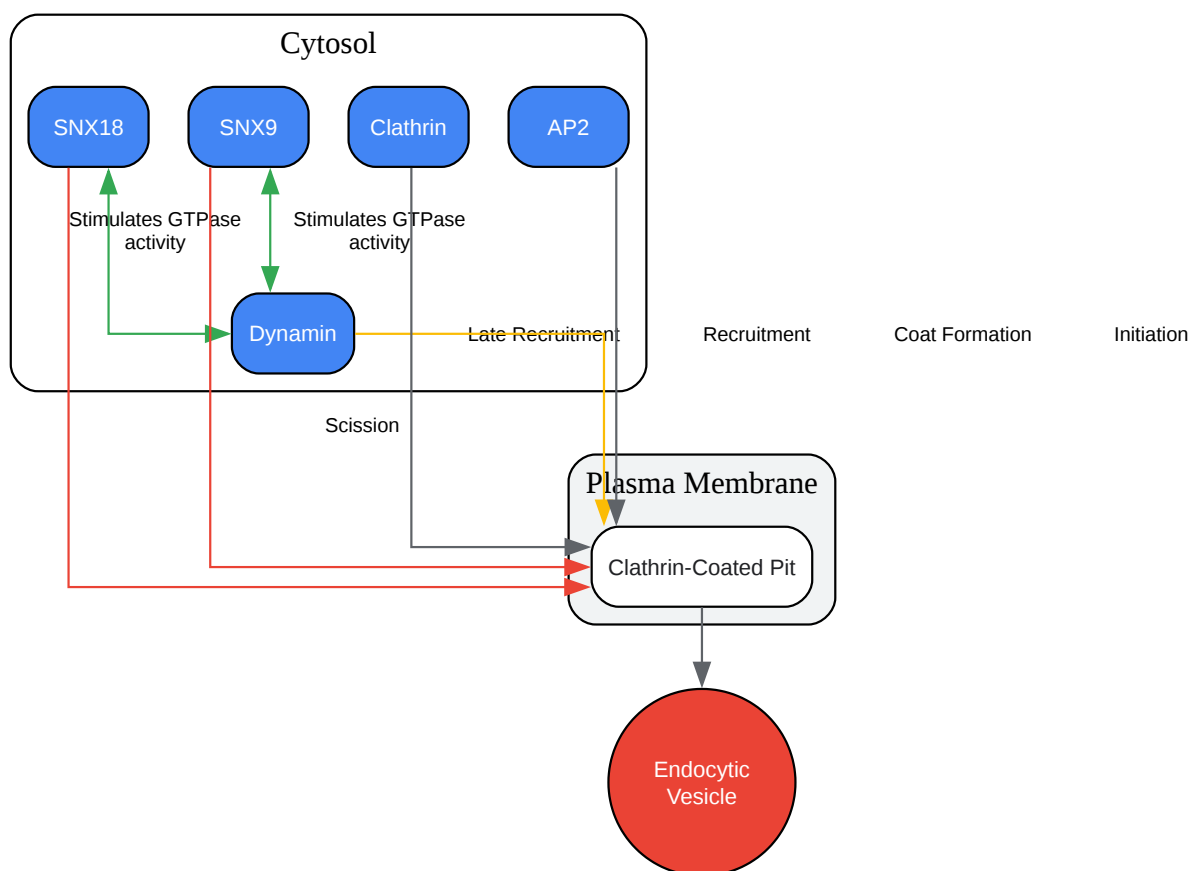 Cytosol
SNX18
SNX9
Clathrin
AP2
Stimulates GTPase
activity
Stimulates GTPase
activity
Dynamin
Late Recruitment
Recruitment
Coat Formation
Initiation
Scission
Plasma Membrane
Clathrin-Coated Pit
Endocytic
Vesicle